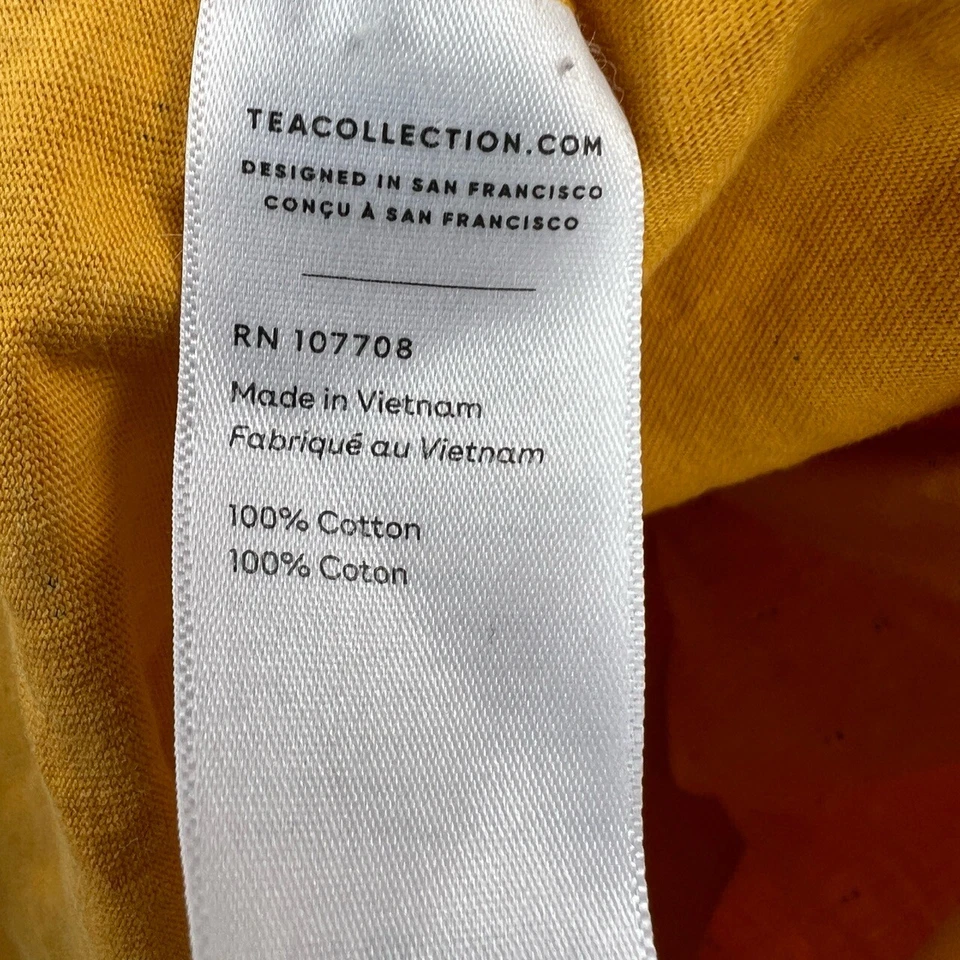 TEACOLLECTION.COM
DESIGNED IN SAN FRANCISCO
CONÇU À SAN FRANCISCO
RN 107708
Made in Vietnam
Fabriqué au Vietnam
100% Cotton
100% Coton